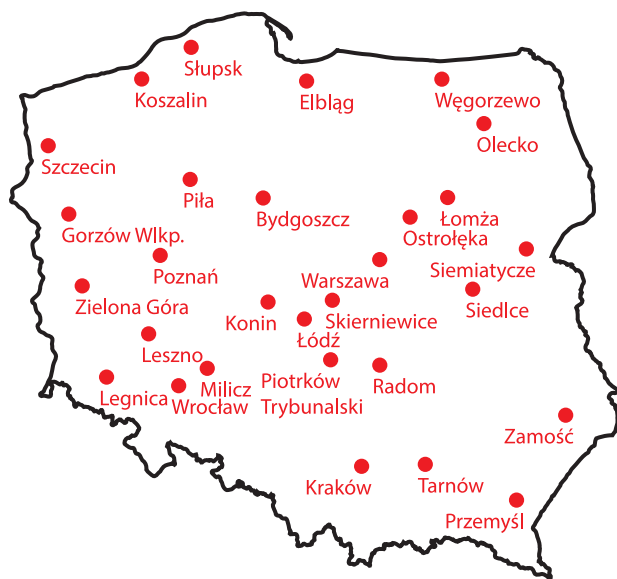 Słupsk
Koszalin
Elbląg
Węgorzewo
Olecko
Szczecin
Piła
Bydgoszcz
Łomża
Ostrołęka
Gorzów Wlkp.
Poznań
Warszawa
Siemiatycze
Zielona Góra
Konin
Skierniewice
Siedlce
Łódź
Leszno
Legnica
Wrocław
Milicz
Piotrków
Trybunalski
Radom
Zamość
Kraków
Tarnów
Przemyśl